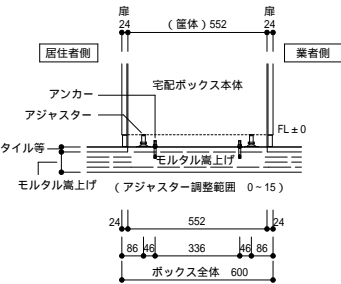 扉 扉
24 (筐体)552 24
居住者側 業者側
アンカー 宅配ボックス本体
アジャスター
FL±0
タイル等 モルタル嵩上げ
モルタル嵩上げ (アジャスター調整範囲 0~15)
24 552 24
86 46 336 46 86
ボックス全体 600